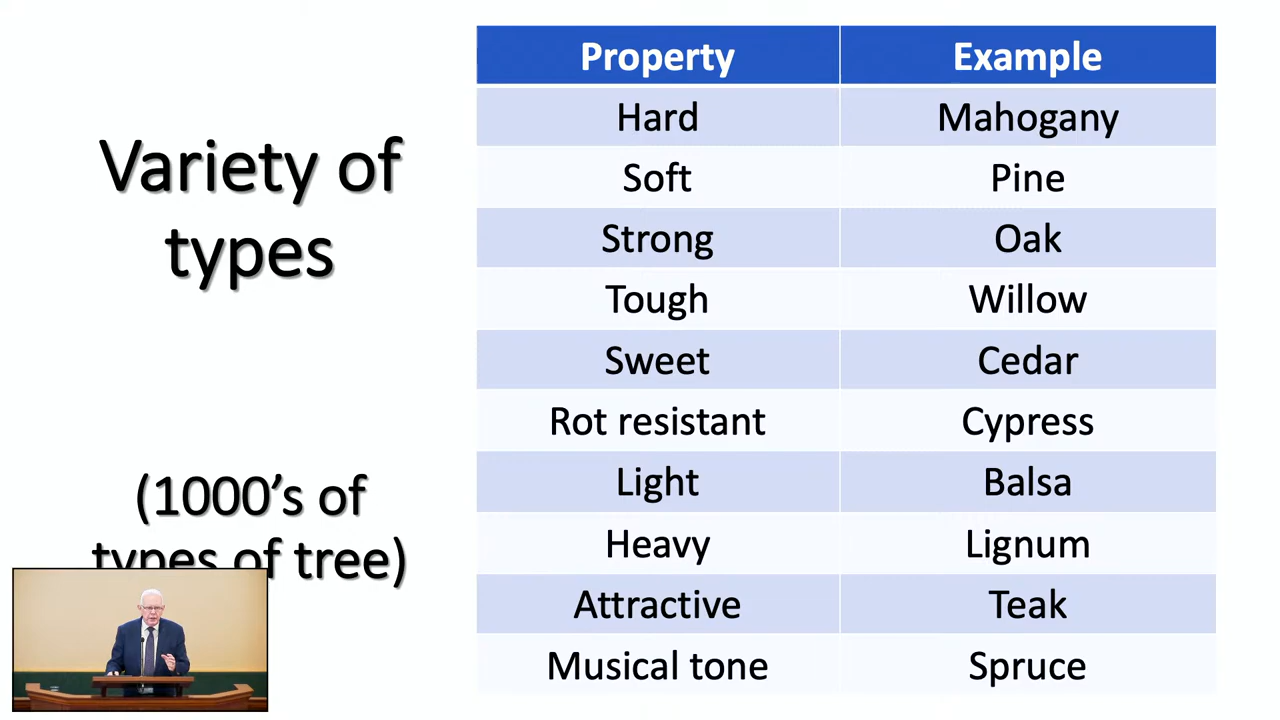 Variety of
types
(1000's of
types of tree)
Property Example
Hard Mahogany
Soft Pine
Strong Oak
Tough Willow
Sweet Cedar
Rot resistant Cypress
Light Balsa
Heavy Lignum
Attractive Teak
Musical tone Spruce